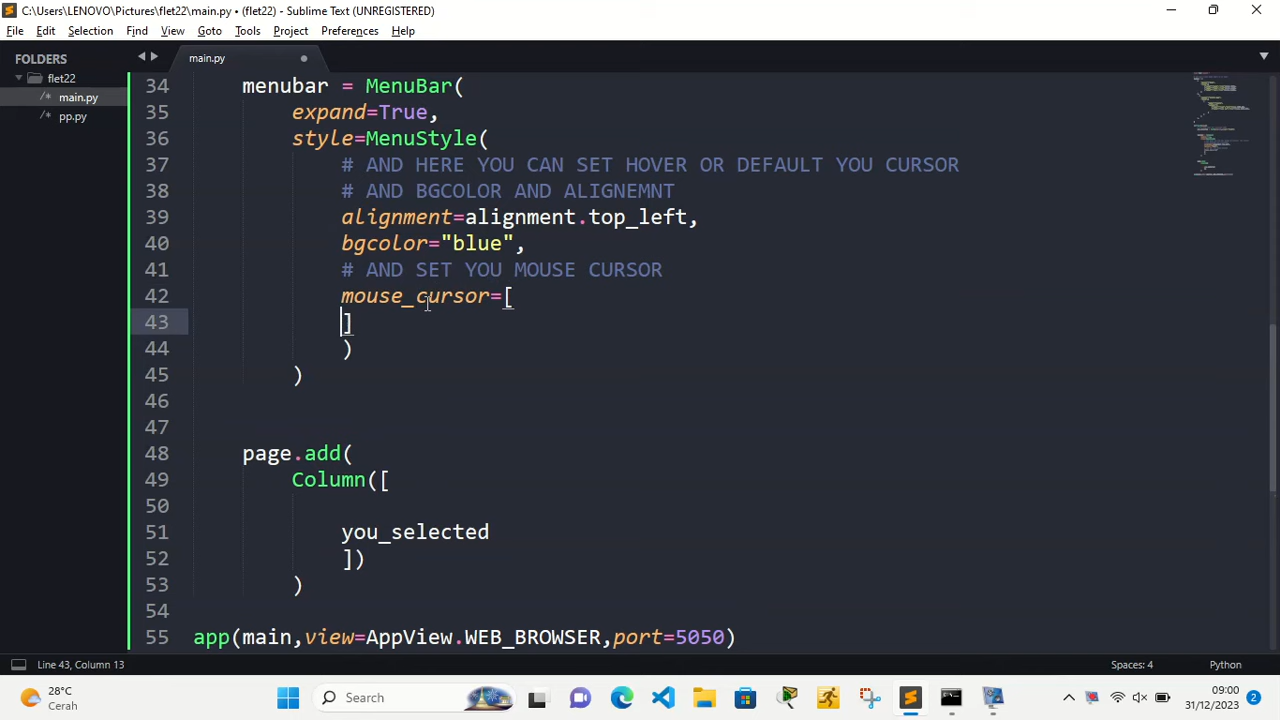 C:\Users\LENOVO\Pictures\flet22\main.py • (flet22) - Sublime Text (UNREGISTERED)
File Edit Selection Find View Goto Tools Project Preferences Help
FOLDERS
flet22
/* main.py
/* pp.py
main.py
34 menubar = MenuBar(
35 expand=True,
36 style=MenuStyle(
37 # AND HERE YOU CAN SET HOVER OR DEFAULT YOU CURSOR
38 # AND BGCOLOR AND ALIGNEMNT
39 alignment=alignment.top_left,
40 bgcolor="blue",
41 # AND SET YOU MOUSE CURSOR
42 mouse_cursor=[
43 ]
44 )
45 )
46
47
48 page.add(
49 Column([
50
51 you_selected
52 ])
53 )
54
55 app(main,view=AppView.WEB_BROWSER,port=5050)
Line 43, Column 13 Spaces: 4 Python
28°C
Cerah
Search
09:00
31/12/2023
2